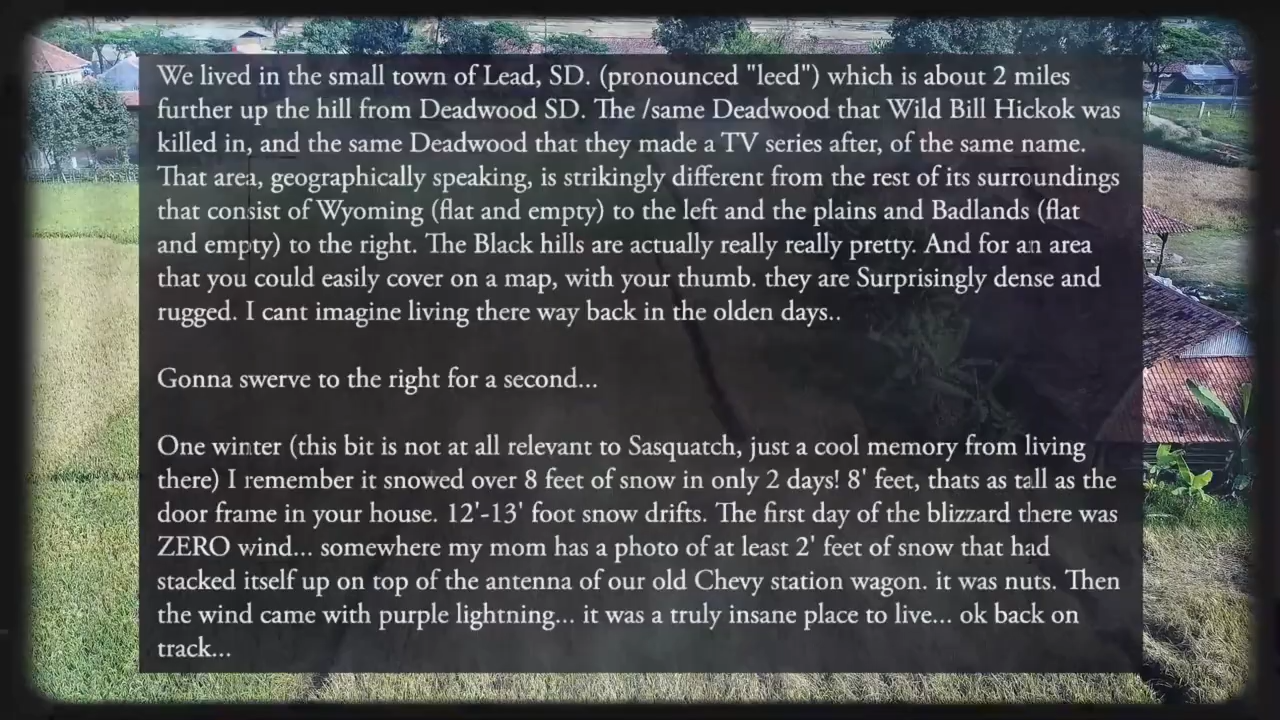 We lived in the small town of Lead, SD. (pronounced "leed") which is about 2 miles
further up the hill from Deadwood SD. The /same Deadwood that Wild Bill Hickok was
killed in, and the same Deadwood that they made a TV series after, of the same name.
That area, geographically speaking, is strikingly different from the rest of its surroundings
that consist of Wyoming (flat and empty) to the left and the plains and Badlands (flat
and empty) to the right. The Black hills are actually really really pretty. And for an area
that you could easily cover on a map, with your thumb. they are Surprisingly dense and
rugged. I cant imagine living there way back in the olden days..
Gonna swerve to the right for a second...
One winter (this bit is not at all relevant to Sasquatch, just a cool memory from living
there) I remember it snowed over 8 feet of snow in only 2 days! 8' feet, thats as tall as the
door frame in your house. 12'-13' foot snow drifts. The first day of the blizzard there was
ZERO wind... somewhere my mom has a photo of at least 2' feet of snow that had
stacked itself up on top of the antenna of our old Chevy station wagon. it was nuts. Then
the wind came with purple lightning... it was a truly insane place to live... ok back on
track...